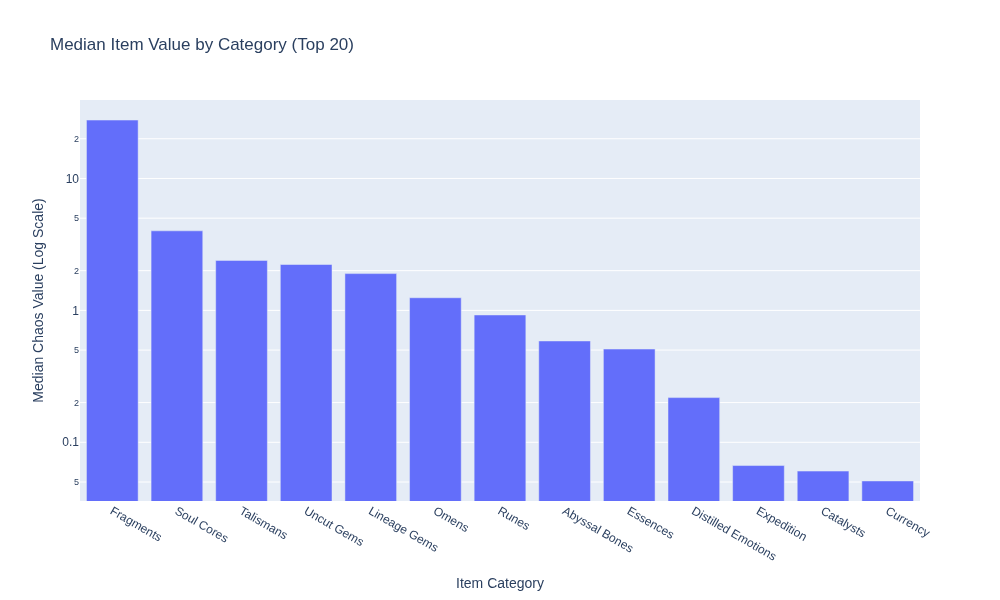 Median Item Value by Category (Top 20)
Median Chaos Value (Log Scale)
2
10
5
2
1
5
2
0.1
5
Fragments
Soul Cores
Talismans
Uncut Gems
Lineage Gems
Omens
Runes
Abyssal Bones
Essences
Distilled Emotions
Expedition
Catalysts
Currency
Item Category